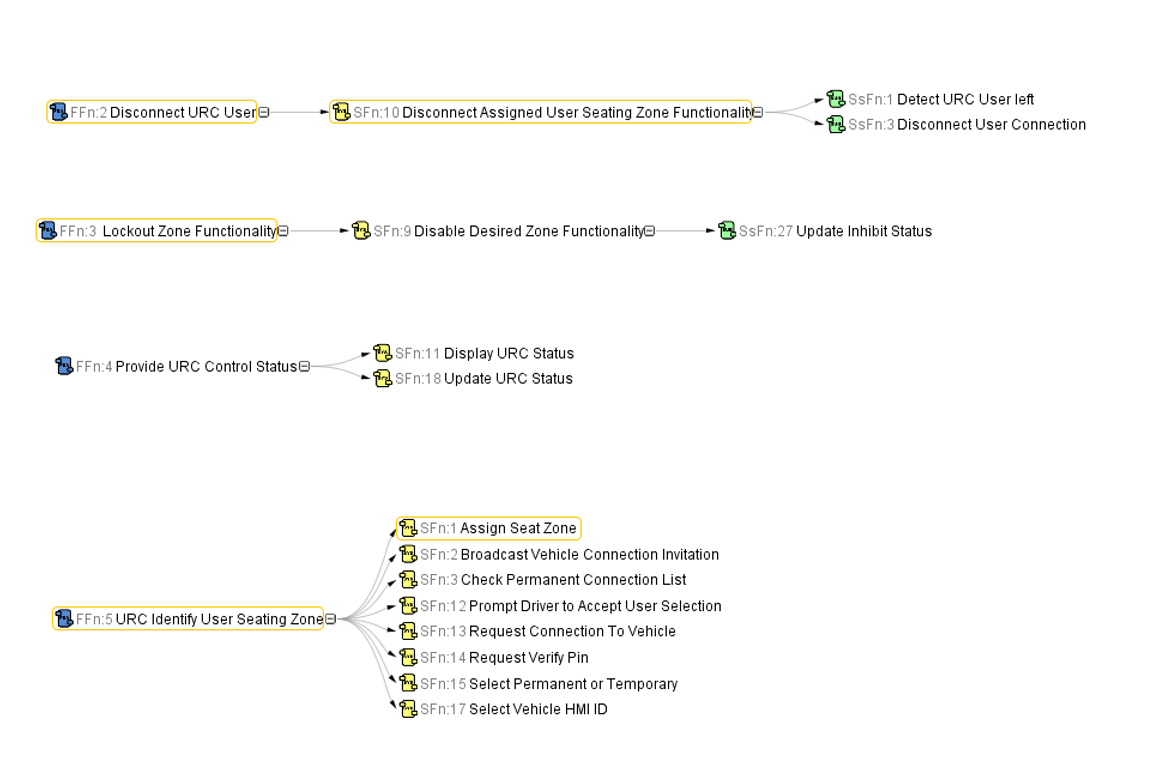 FFn:2 Disconnect URC User
SFn:10 Disconnect Assigned User Seating Zone Functionality
SsFn:1 Detect URC User left
SsFn:3 Disconnect User Connection
FFn:3 Lockout Zone Functionality
SFn:9 Disable Desired Zone Functionality
SsFn:27 Update Inhibit Status
FFn:4 Provide URC Control Status
SFn:11 Display URC Status
SFn:18 Update URC Status
FFn:5 URC Identify User Seating Zone
SFn:1 Assign Seat Zone
SFn:2 Broadcast Vehicle Connection Invitation
SFn:3 Check Permanent Connection List
SFn:12 Prompt Driver to Accept User Selection
SFn:13 Request Connection To Vehicle
SFn:14 Request Verify Pin
SFn:15 Select Permanent or Temporary
SFn:17 Select Vehicle HMI ID